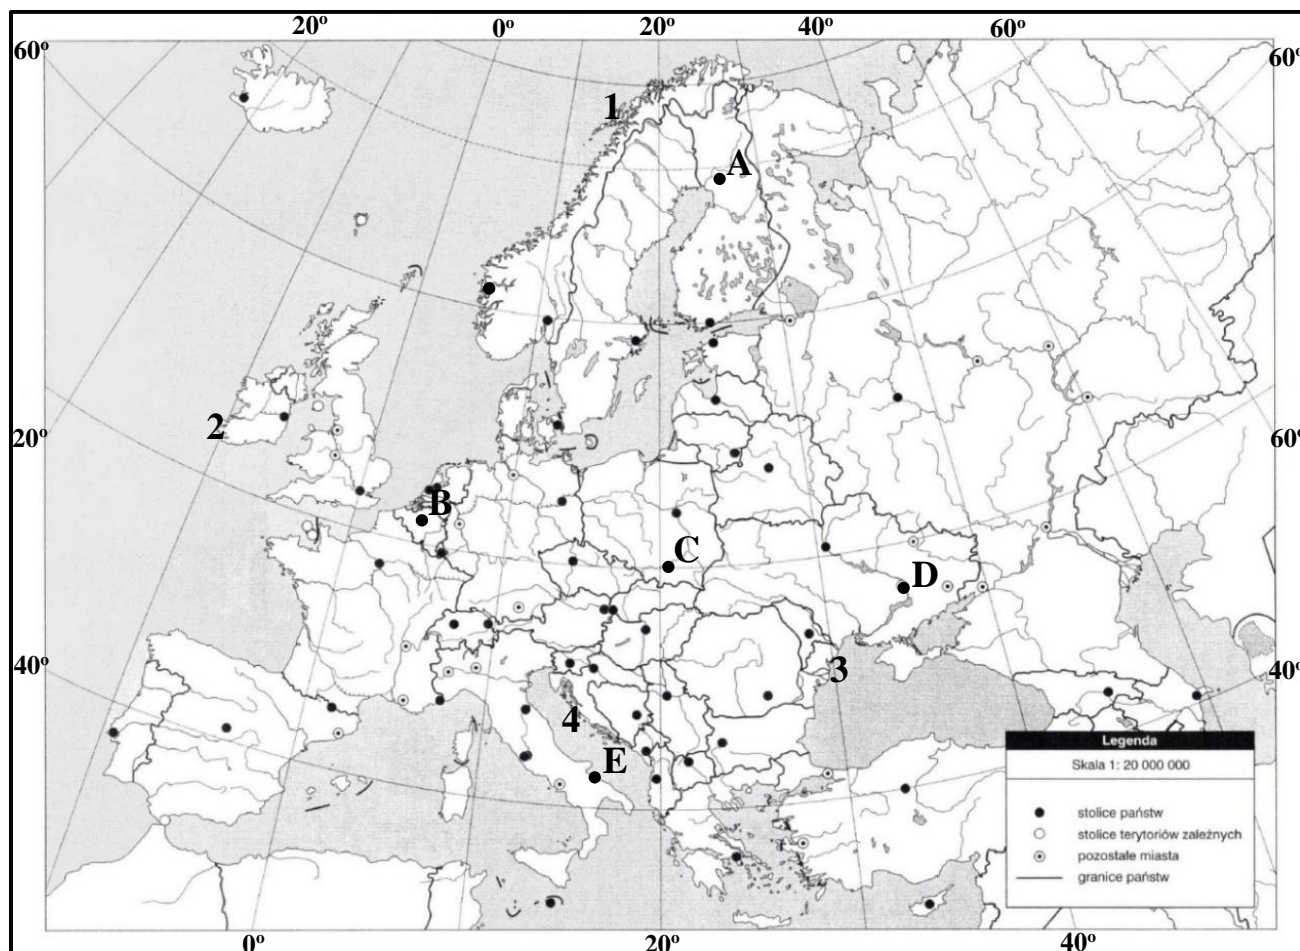 20° 0° 20° 40° 60°
60° 60°
1
A
2
20° 60°
B
C
D
3
40° 40°
4
E
Legenda
Skala 1: 20 000 000
stolice państw
stolice terytoriów zależnych
pozostałe miasta
granice państw
0° 20° 40°